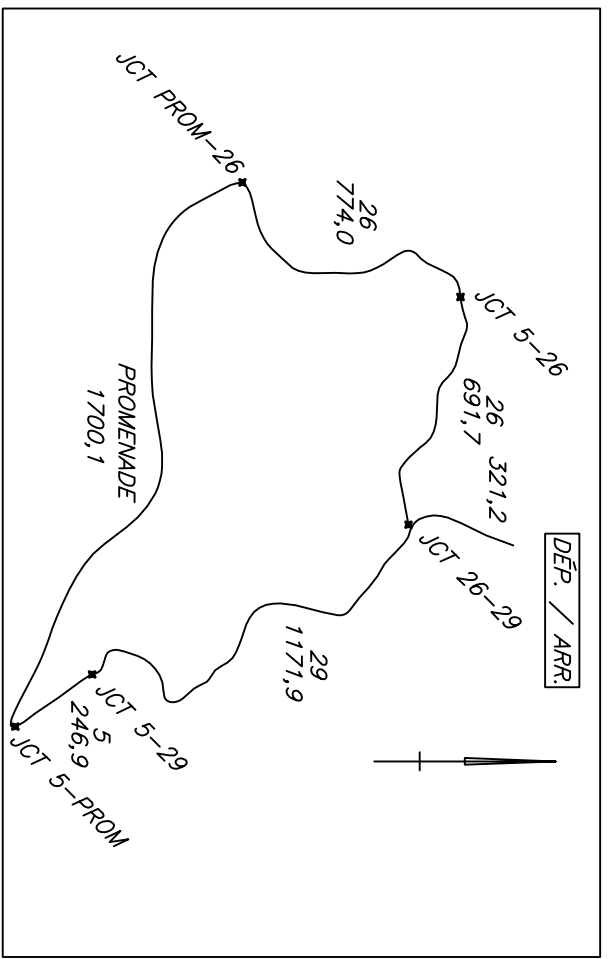 DÉP. / ARR.
JCT 5-26
26
691,7
321,2
JCT 26-29
26
774,0
JCT PROM-26
29
1171,9
PROMENADE
1700,1
JCT 5-29
5
246,9
JCT 5-PROM